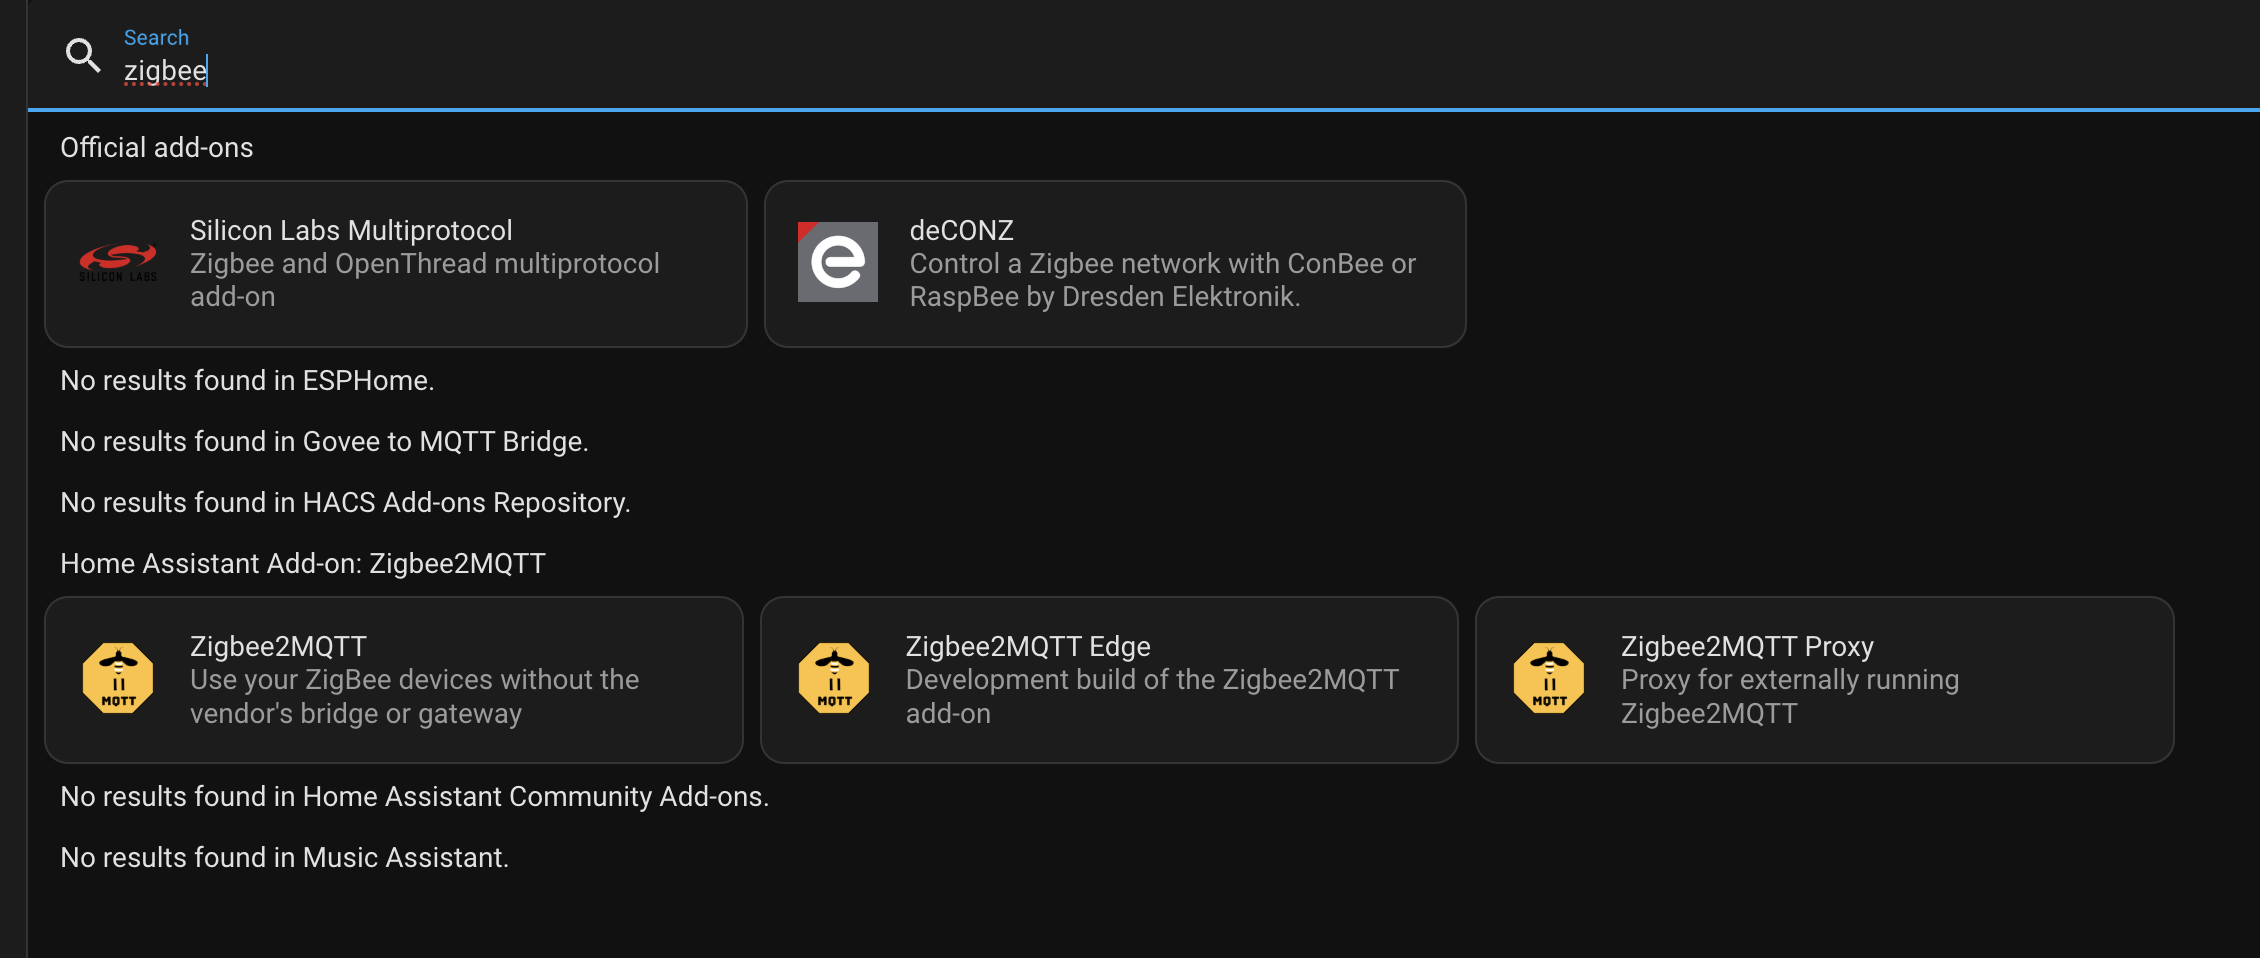 Search
zigbee
Official add-ons
Silicon Labs Multiprotocol
Zigbee and OpenThread multiprotocol
add-on
SILICON LABS
deCONZ
Control a Zigbee network with ConBee or
RaspBee by Dresden Elektronik.
No results found in ESPHome.
No results found in Govee to MQTT Bridge.
No results found in HACS Add-ons Repository.
Home Assistant Add-on: Zigbee2MQTT
Zigbee2MQTT
Use your ZigBee devices without the
vendor's bridge or gateway
MQTT
Zigbee2MQTT Edge
Development build of the Zigbee2MQTT
add-on
MQTT
Zigbee2MQTT Proxy
Proxy for externally running
Zigbee2MQTT
MQTT
No results found in Home Assistant Community Add-ons.
No results found in Music Assistant.